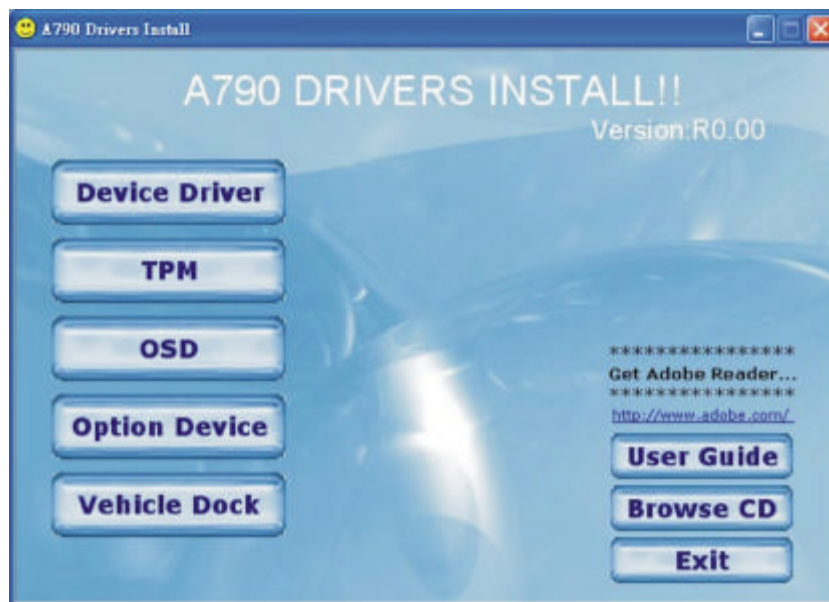 A790 Drivers Install
A790 DRIVERS INSTALL!!
Version:R0.00
Device Driver
TPM
OSD
Option Device
Vehicle Dock
****************
Get Adobe Reader...
****************
http://www.adobe.com/
User Guide
Browse CD
Exit